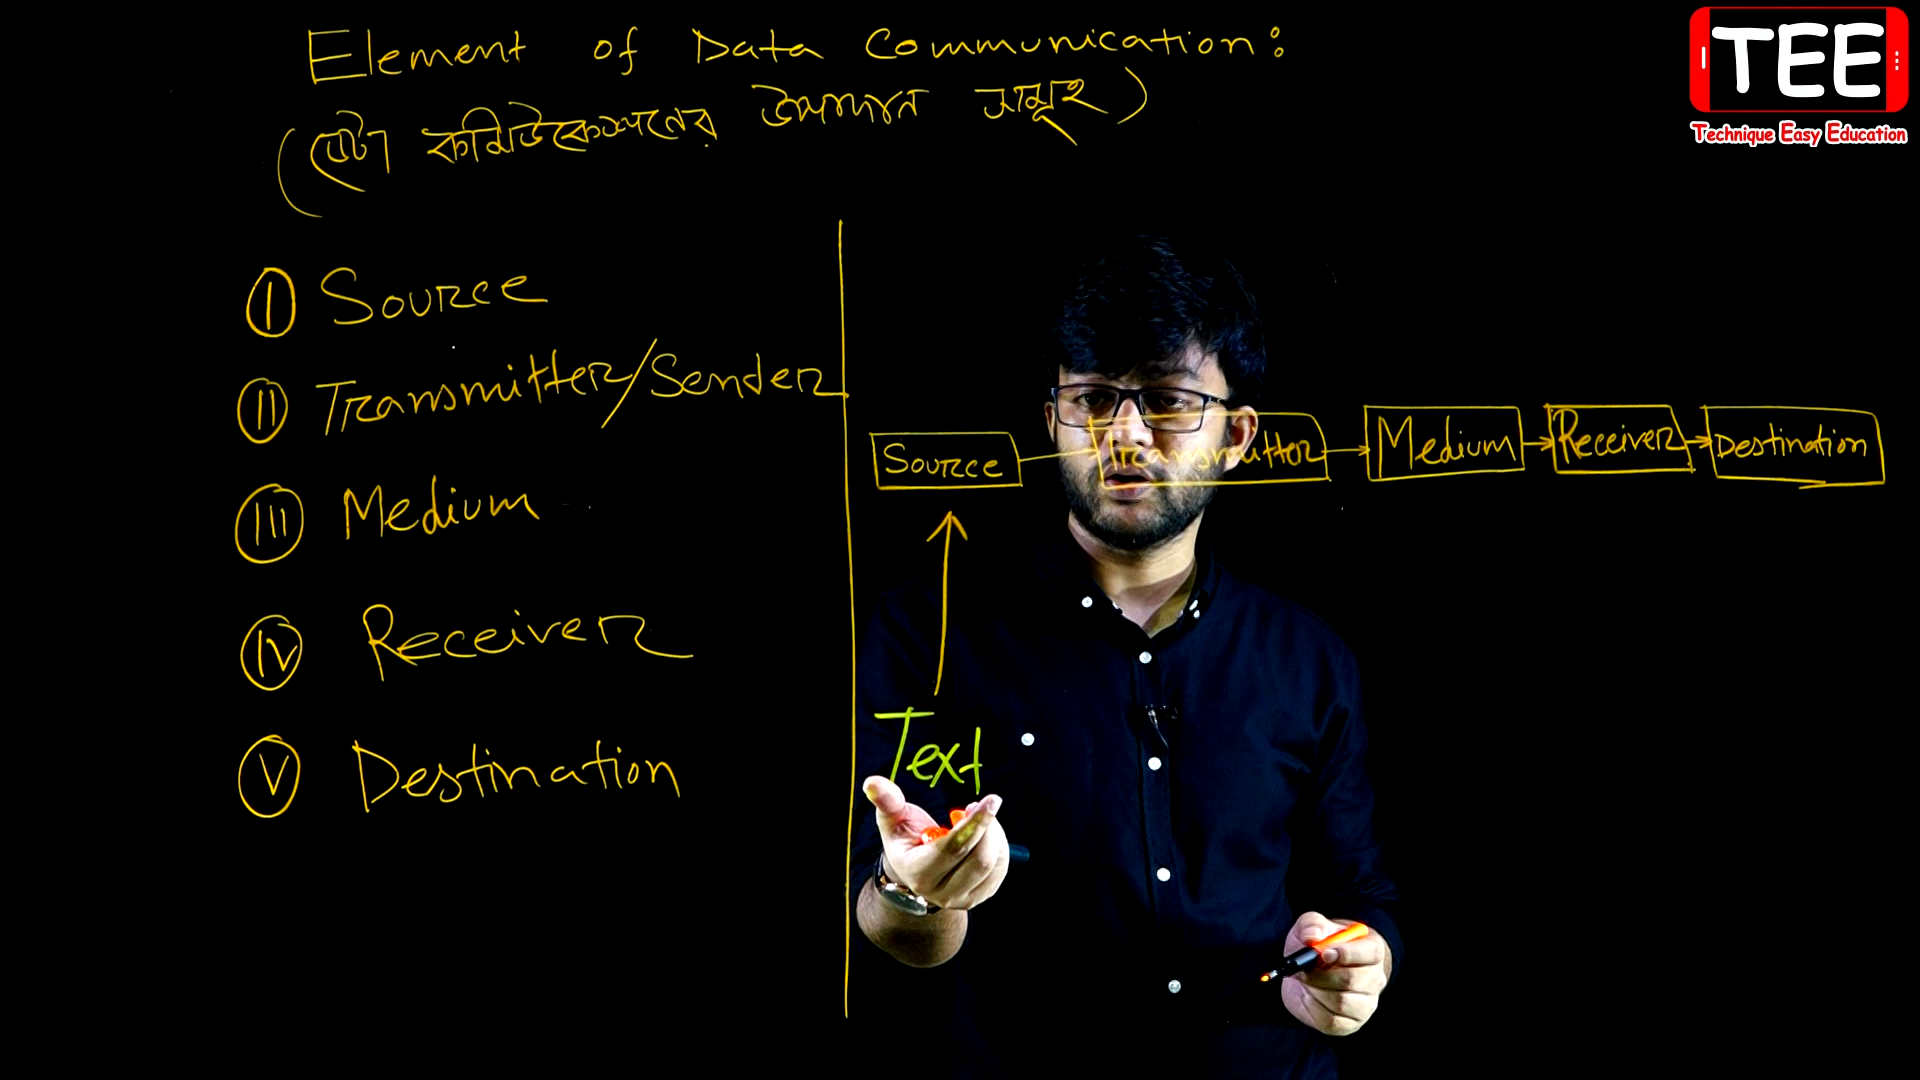 Element of Data Communication:
(ডেটা কমিউনিকেশনের উপাদান সমূহ)
TEE
Technique Easy Education
I Source
II Transmitter/Sender
III Medium
IV Receiver
V Destination
Source Transmitter Medium Receiver Destination
Text